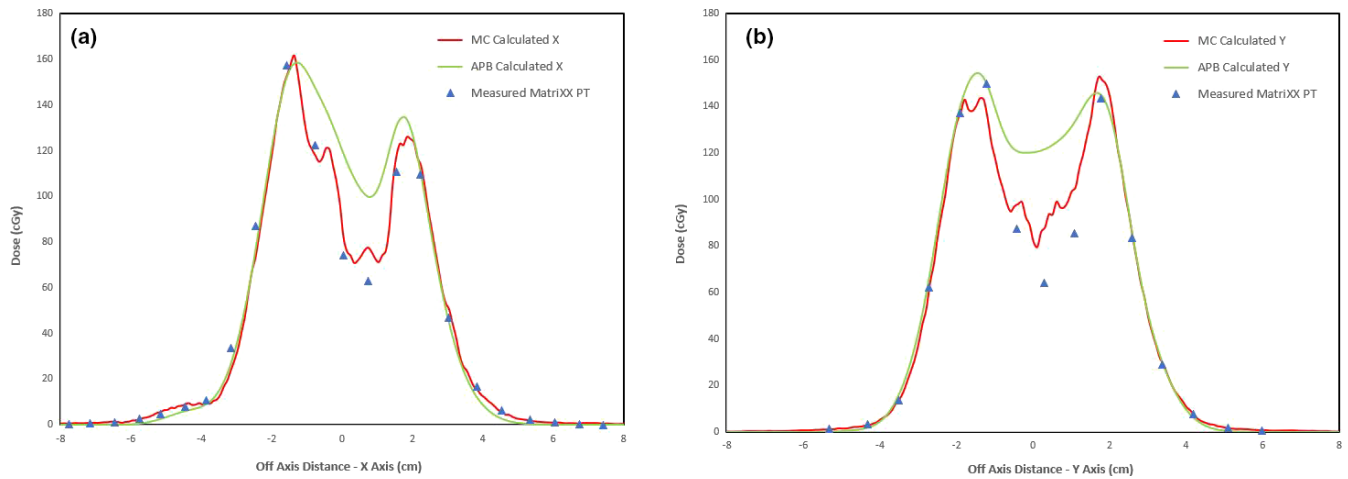 (a)
MC Calculated X
APB Calculated X
Measured MatriXX PT
Dose (cGy)
180
160
140
120
100
80
60
40
20
0
-8 -6 -4 -2 0 2 4 6 8
Off Axis Distance - X Axis (cm)
(b)
MC Calculated Y
APB Calculated Y
Measured MatriXX PT
Dose (cGy)
180
160
140
120
100
80
60
40
20
0
-8 -6 -4 -2 0 2 4 6 8
Off Axis Distance - Y Axis (cm)